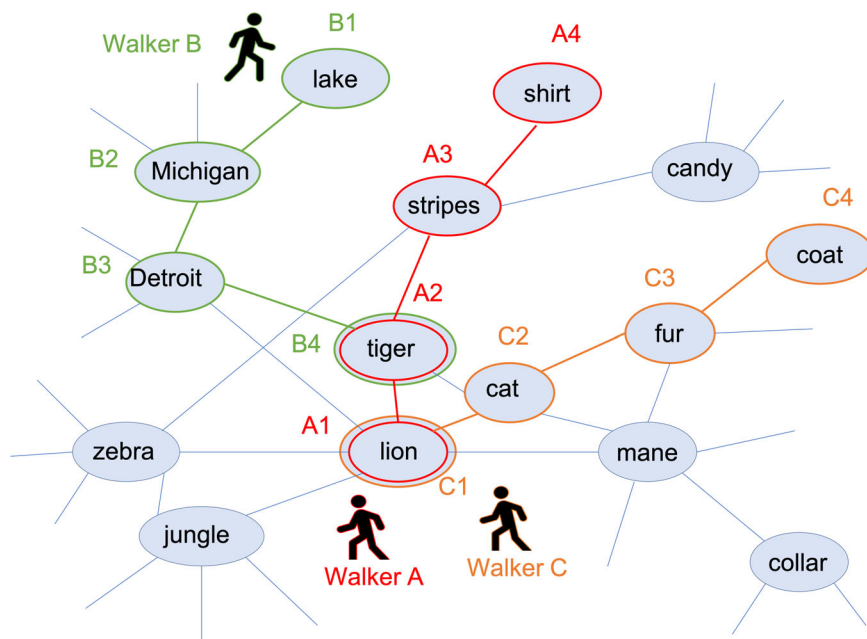 B1
A4
Walker B
lake
shirt
A3
B2
Michigan
candy
stripes
C4
B3
Detroit
A2
C3
coat
B4
tiger
C2
fur
cat
A1
zebra
lion
mane
C1
jungle
Walker A
Walker C
collar